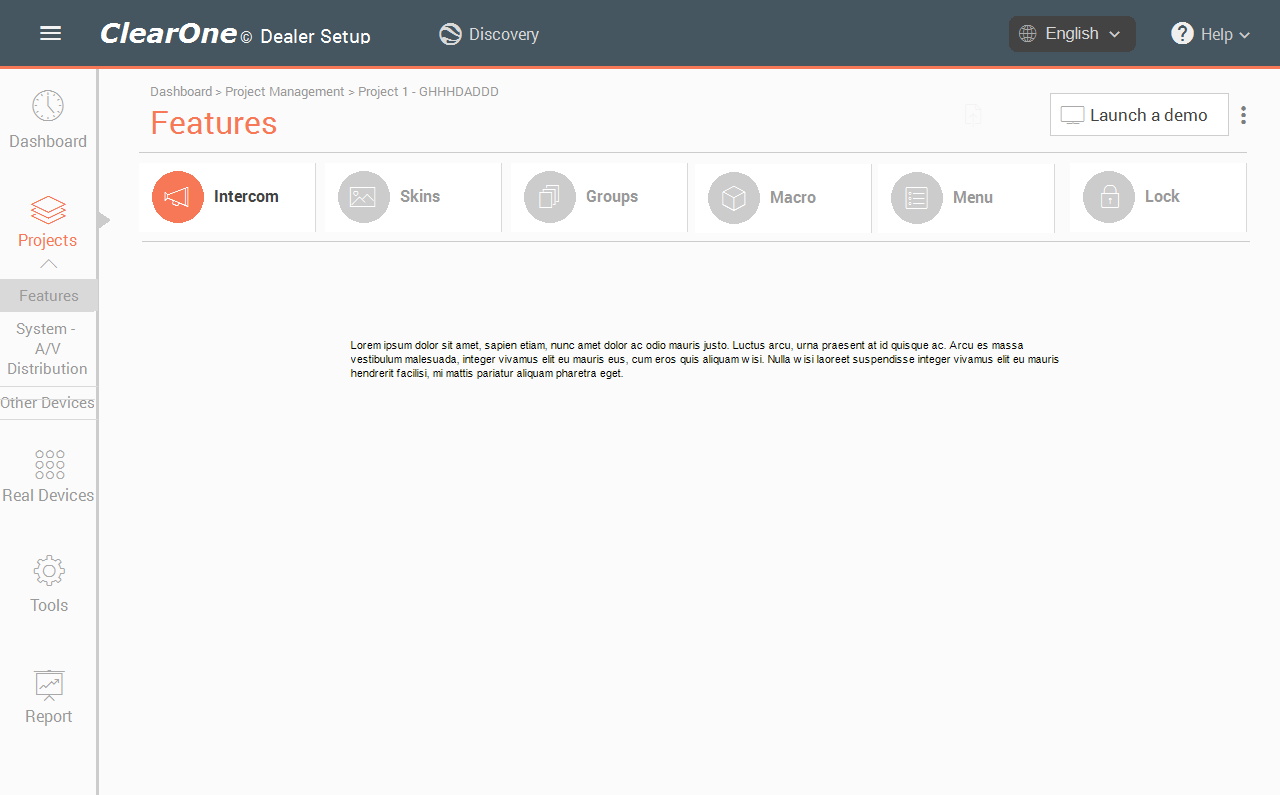 ClearOne© Dealer Setup
Discovery
English
Help
Dashboard > Project Management > Project 1 - GHHHDADDD
Features
Launch a demo
Intercom
Skins
Groups
Macro
Menu
Lock
Dashboard
Projects
Features
System -
A/V
Distribution
Other Devices
Real Devices
Tools
Report
Lorem ipsum dolor sit amet, sapien etiam, nunc amet dolor ac odio mauris justo. Luctus arcu, urna praesent at id quisque ac. Arcu es massa
vestibulum malesuada, integer vivamus elit eu mauris eus, cum eros quis aliquam wisi. Nulla wisi laoreet suspendisse integer vivamus elit eu mauris
hendrerit facilisi, mi mattis pariatur aliquam pharetra eget.